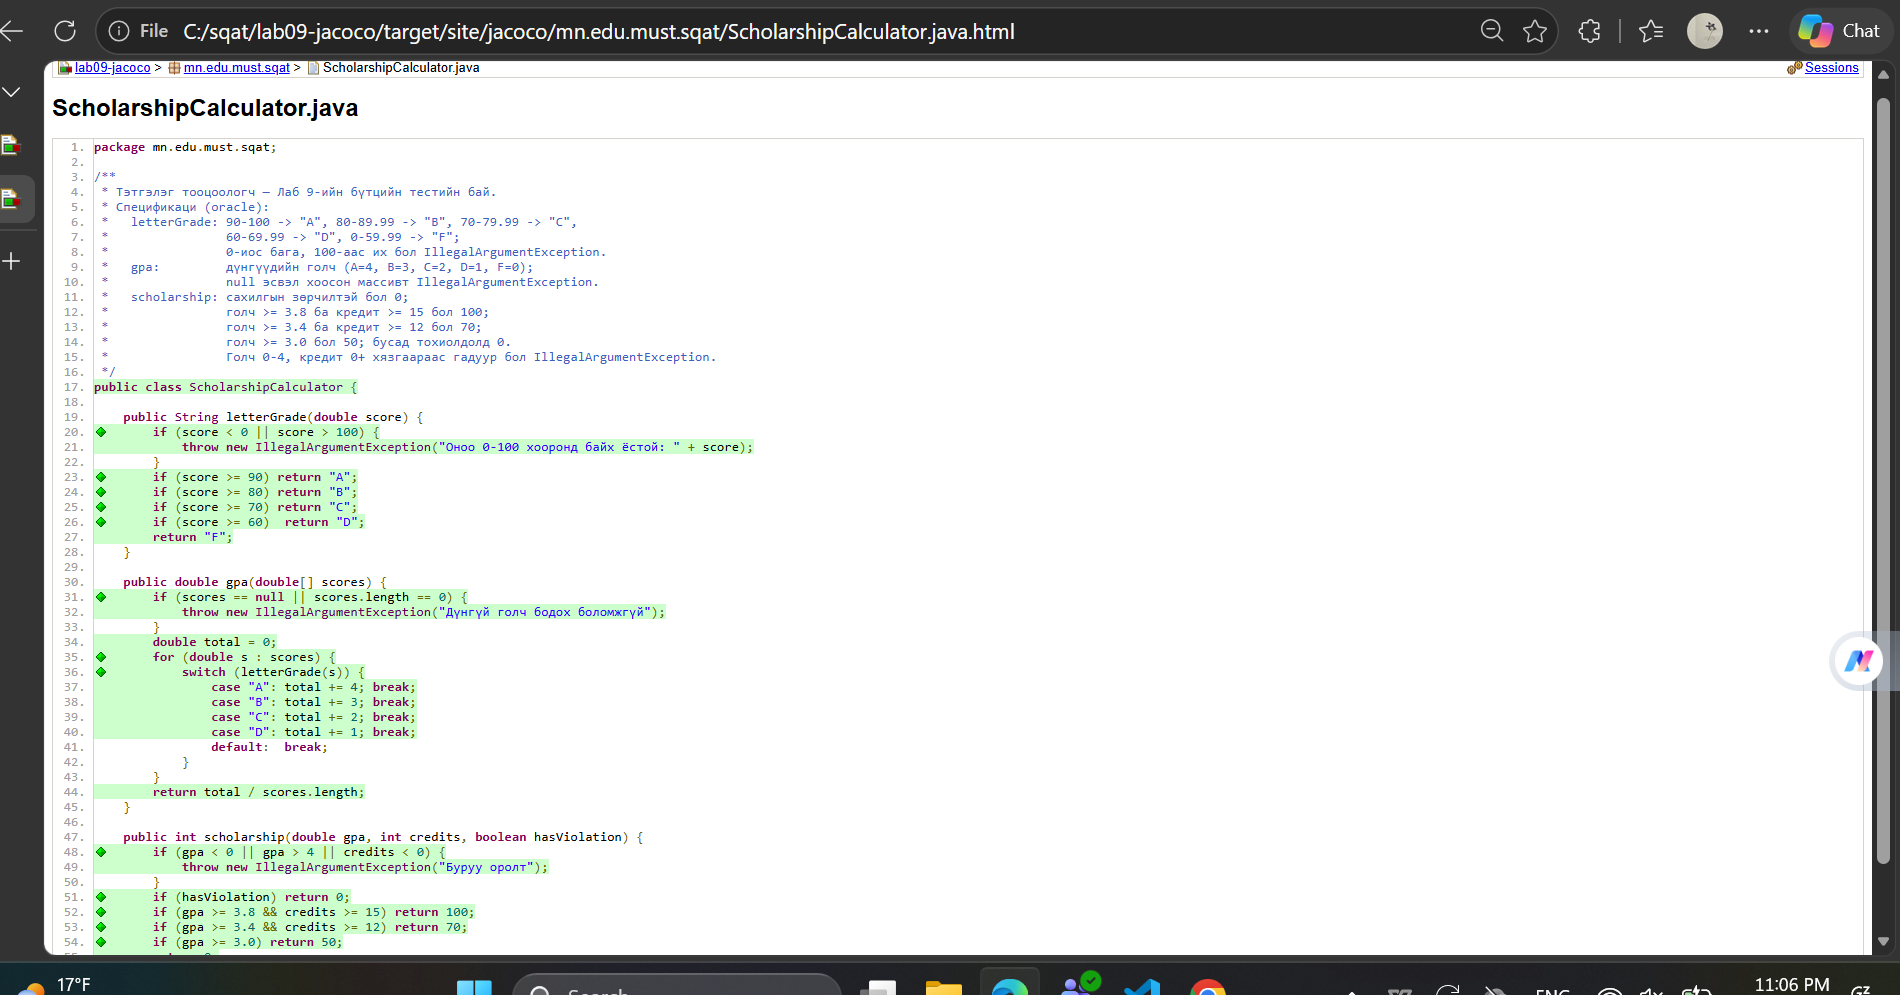 File C:/sqat/lab09-jacoco/target/site/jacoco/mn.edu.must.sqat/ScholarshipCalculator.java.html
Chat
lab09-jacoco > mn.edu.must.sqat > ScholarshipCalculator.java
Sessions
ScholarshipCalculator.java
1. package mn.edu.must.sqat;
2.
3. /**
4. * Тэтгэлэг тооцоологч — Лаб 9-ийн бүтцийн тестийн бай.
5. * Спецификаци (oracle):
6. * letterGrade: 90-100 -> "A", 80-89.99 -> "B", 70-79.99 -> "C",
7. * 60-69.99 -> "D", 0-59.99 -> "F";
8. * 0-иос бага, 100-аас их бол IllegalArgumentException.
9. * gpa: дүнгүүдийн голч (A=4, B=3, C=2, D=1, F=0);
10. * null эсвэл хоосон массивт IllegalArgumentException.
11. * scholarship: сахилгын зөрчилтэй бол 0;
12. * голч >= 3.8 ба кредит >= 15 бол 100;
13. * голч >= 3.4 ба кредит >= 12 бол 70;
14. * голч >= 3.0 бол 50; бусад тохиолдолд 0.
15. * Голч 0-4, кредит 0+ хязгаараас гадуур бол IllegalArgumentException.
16. */
17. public class ScholarshipCalculator {
18.
19. public String letterGrade(double score) {
20. if (score < 0 || score > 100) {
21. throw new IllegalArgumentException("Оноо 0-100 хооронд байх ёстой: " + score);
22. }
23. if (score >= 90) return "A";
24. if (score >= 80) return "B";
25. if (score >= 70) return "C";
26. if (score >= 60)  return "D";
27. return "F";
28. }
29.
30. public double gpa(double[] scores) {
31. if (scores == null || scores.length == 0) {
32. throw new IllegalArgumentException("Дүнгүй голч бодох боломжгүй");
33. }
34. double total = 0;
35. for (double s : scores) {
36. switch (letterGrade(s)) {
37. case "A": total += 4; break;
38. case "B": total += 3; break;
39. case "C": total += 2; break;
40. case "D": total += 1; break;
41. default:  break;
42. }
43. }
44. return total / scores.length;
45. }
46.
47. public int scholarship(double gpa, int credits, boolean hasViolation) {
48. if (gpa < 0 || gpa > 4 || credits < 0) {
49. throw new IllegalArgumentException("Буруу оролт");
50. }
51. if (hasViolation) return 0;
52. if (gpa >= 3.8 && credits >= 15) return 100;
53. if (gpa >= 3.4 && credits >= 12) return 70;
54. if (gpa >= 3.0) return 50;
17°F
Search
ENG
11:06 PM